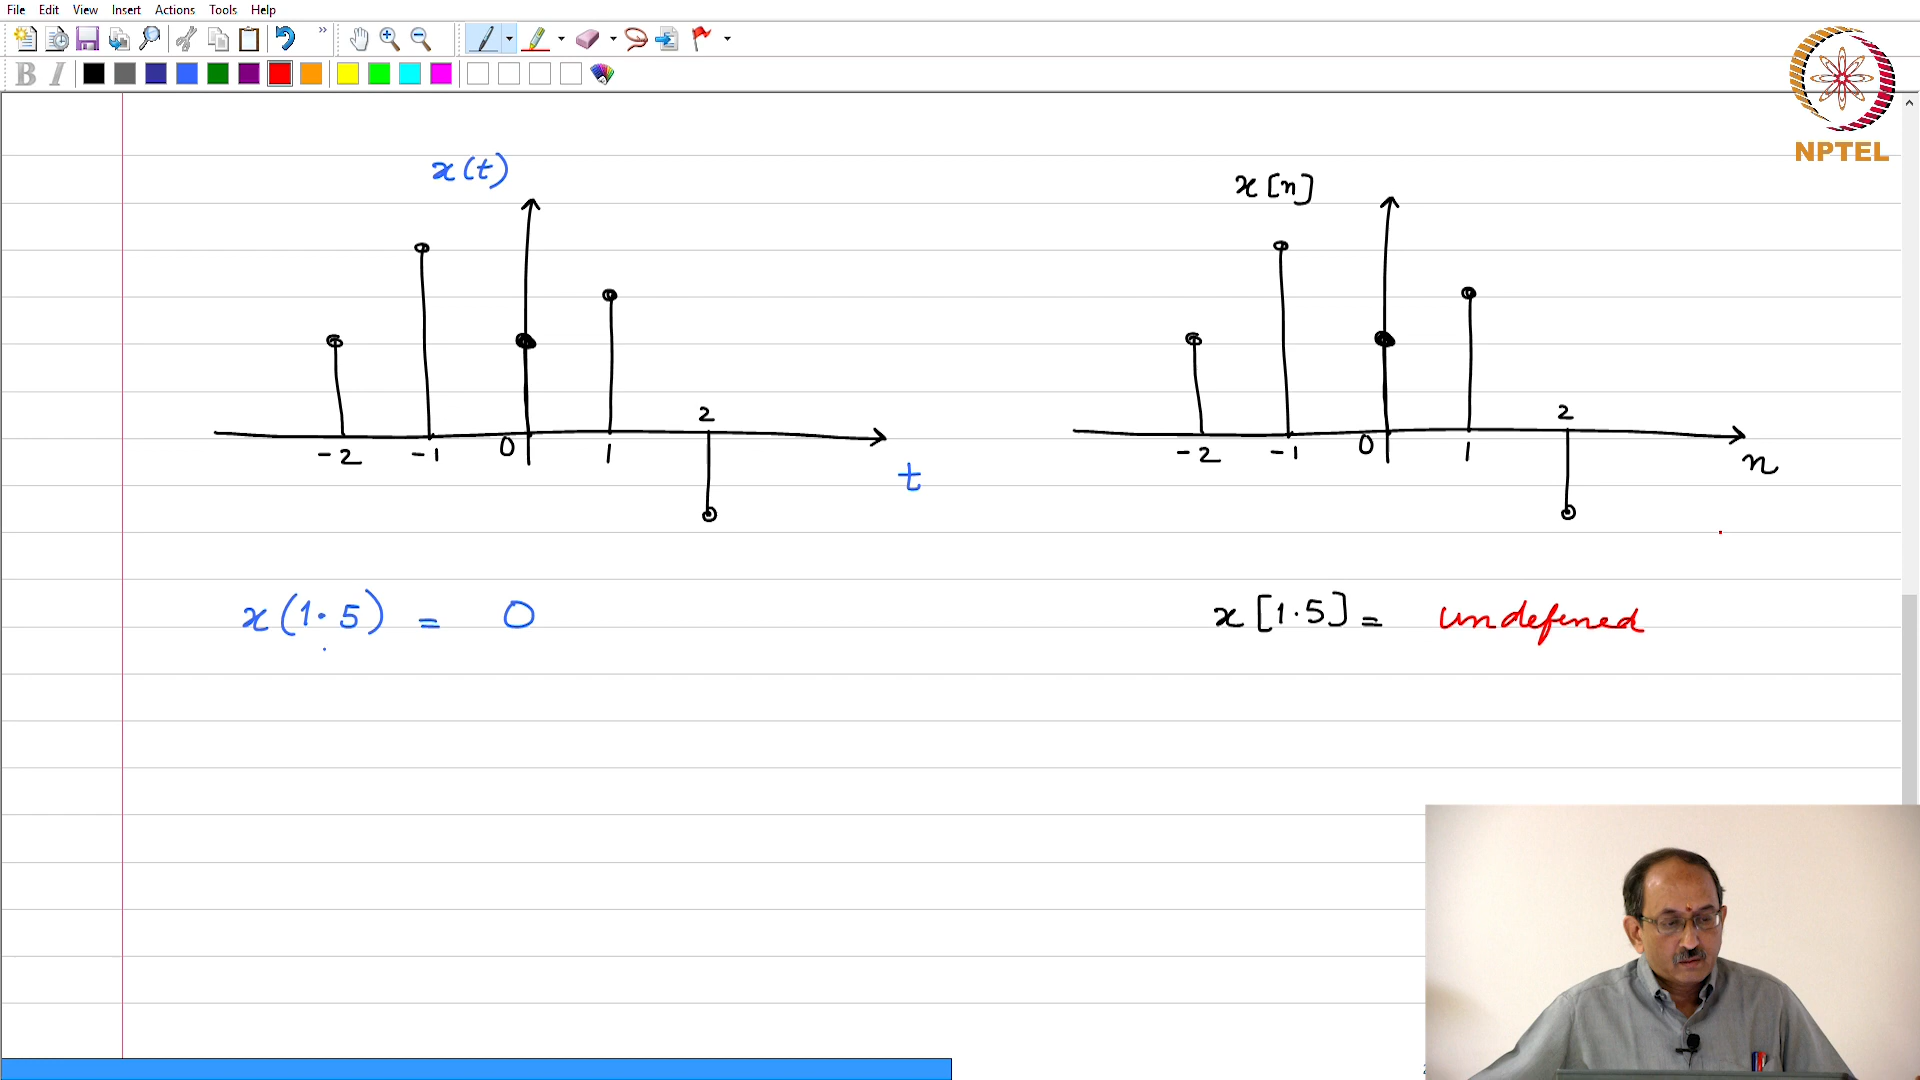 File Edit View Insert Actions Tools Help
B I
NPTEL
x(t)
x[n]
2
2
-2 -1 0 1
t
-2 -1 0 1
n
x(1.5) = 0
x[1.5] = undefined